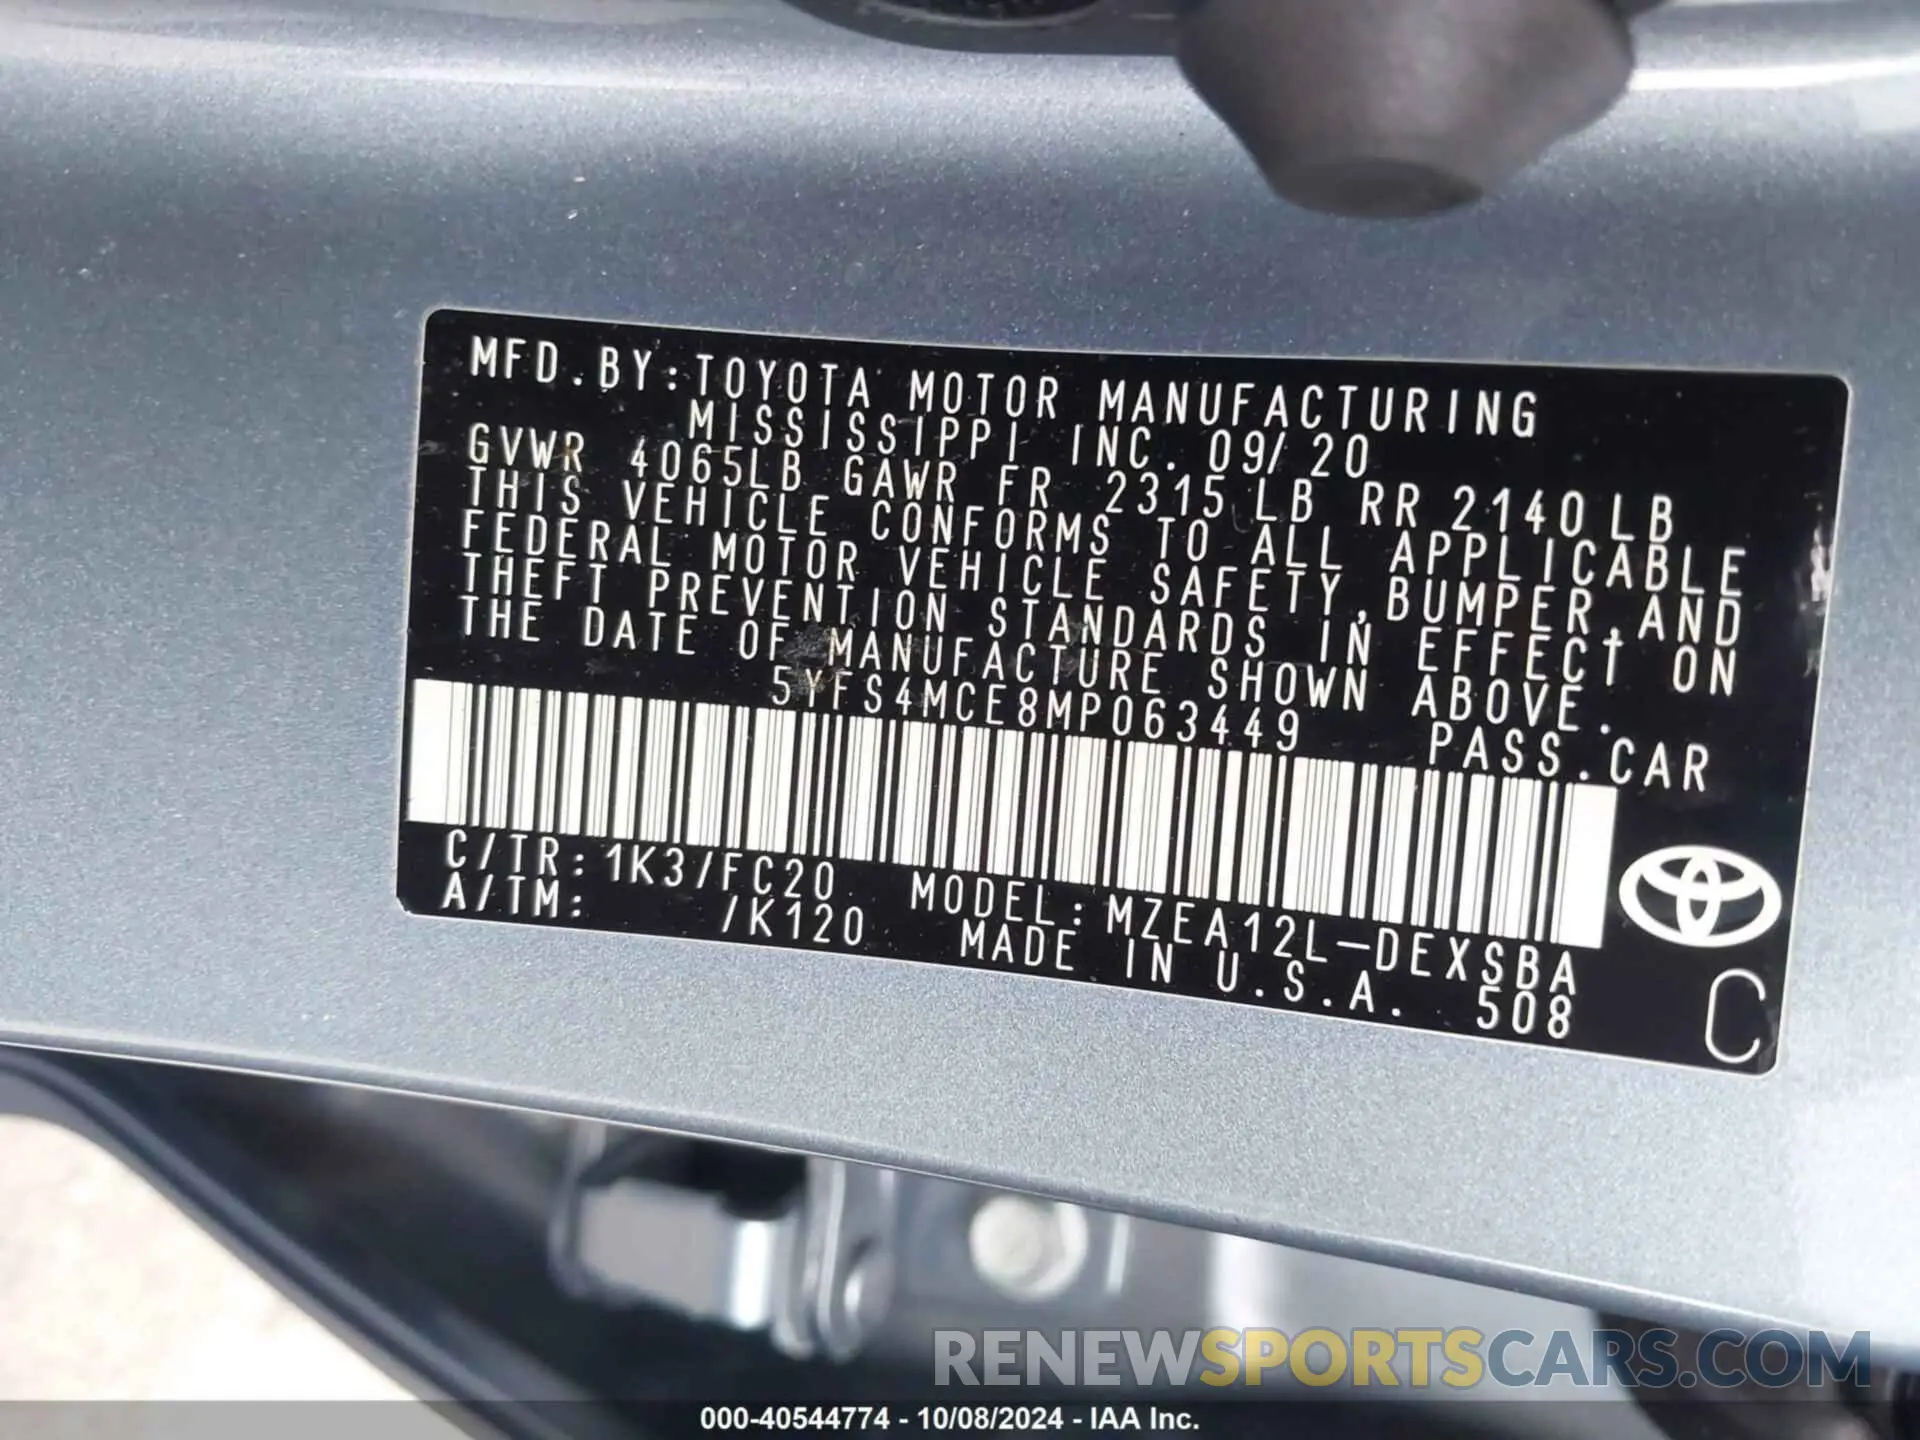 MFD.BY:TOYOTA MOTOR MANUFACTURING
MISSISSIPPI INC. 09/20
GVWR 4065LB GAWR FR 2315LB RR 2140LB
THIS VEHICLE CONFORMS TO ALL APPLICABLE
FEDERAL MOTOR VEHICLE SAFETY,BUMPER,AND
THEFT PREVENTION STANDARDS IN EFFECT ON
THE DATE OF MANUFACTURE SHOWN ABOVE.
5YFS4MCE8MP063449 PASS.CAR
C/TR:1K3/FC20 MODEL:MZEA12L-DEXSBA
A/TM: /K120 MADE IN U.S.A. 508
C
RENEWSPORTSCARS.COM
000-40544774 - 10/08/2024 - IAA Inc.